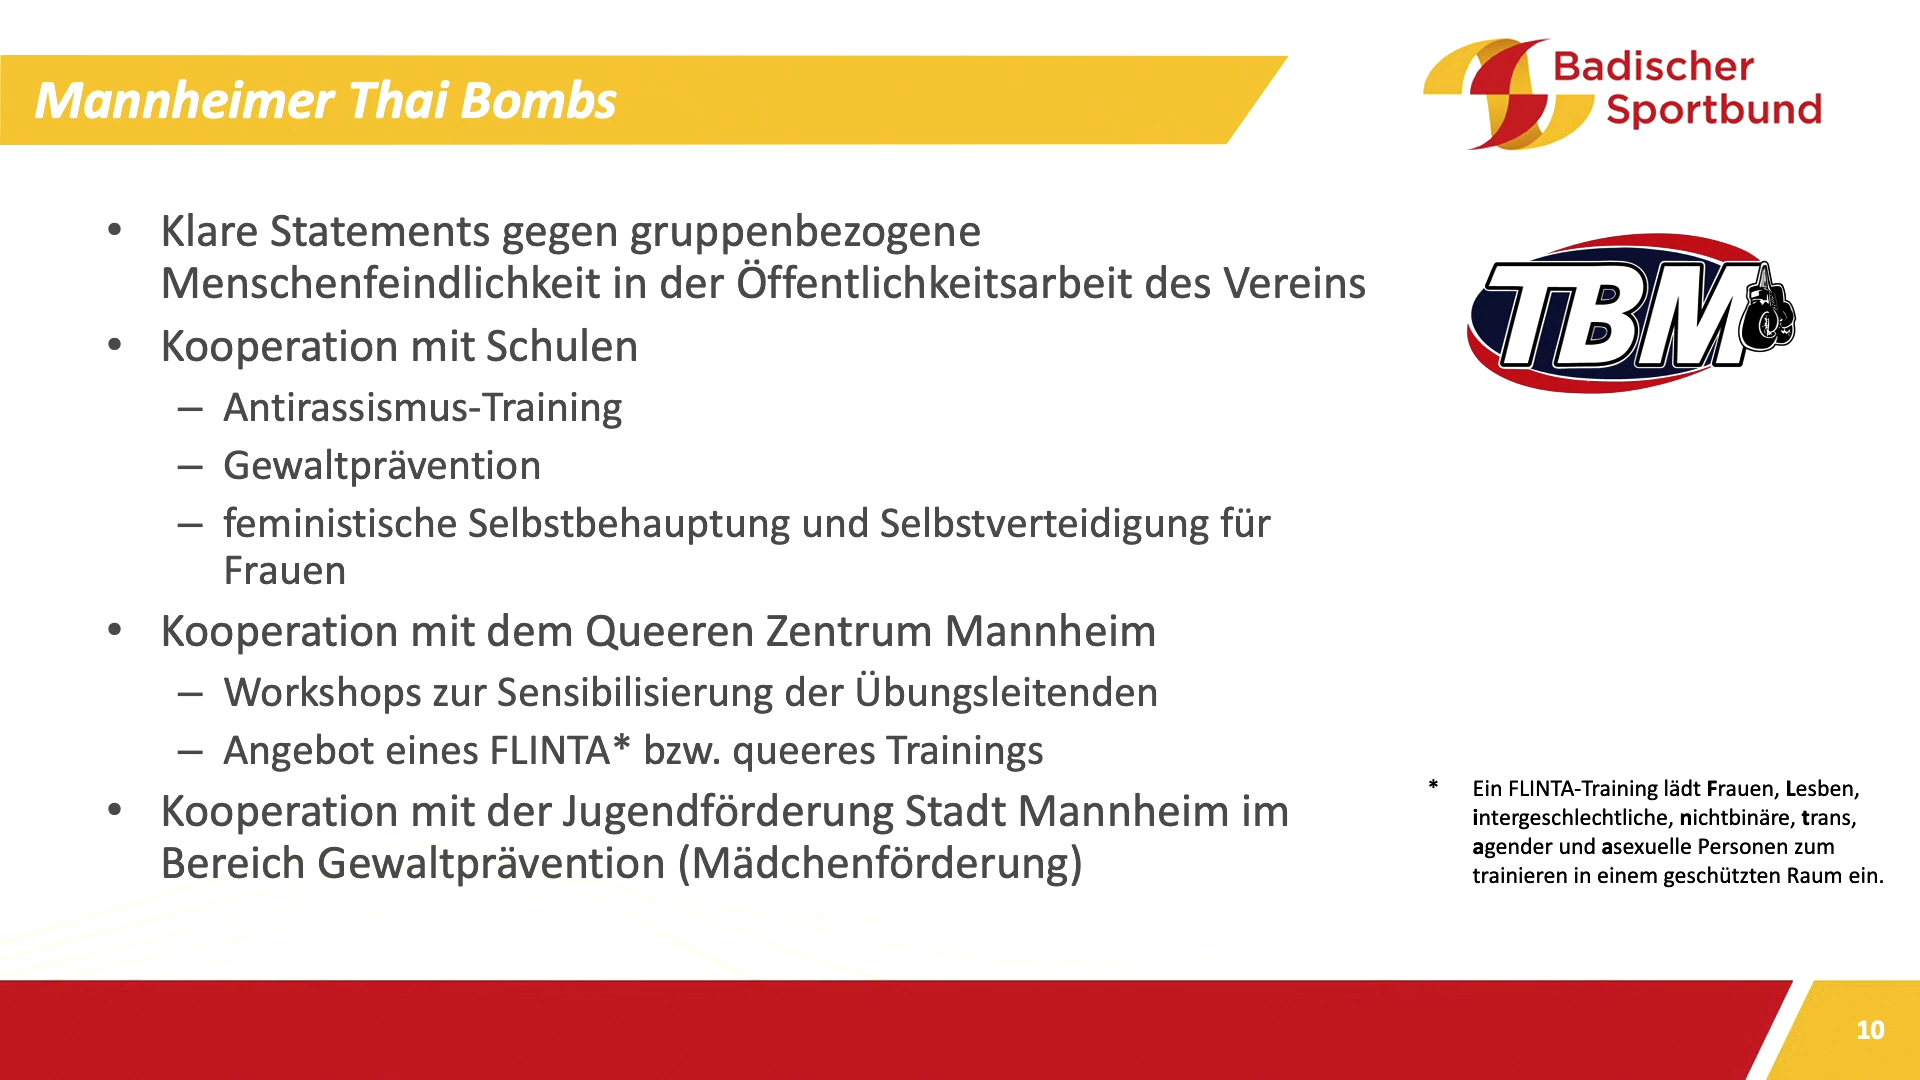 Mannheimer Thai Bombs
Badischer
Sportbund
• Klare Statements gegen gruppenbezogene
Menschenfeindlichkeit in der Öffentlichkeitsarbeit des Vereins
• Kooperation mit Schulen
– Antirassismus-Training
– Gewaltprävention
– feministische Selbstbehauptung und Selbstverteidigung für
Frauen
• Kooperation mit dem Queeren Zentrum Mannheim
– Workshops zur Sensibilisierung der Übungsleitenden
– Angebot eines FLINTA* bzw. queeres Trainings
• Kooperation mit der Jugendförderung Stadt Mannheim im
Bereich Gewaltprävention (Mädchenförderung)
TBM
* Ein FLINTA-Training lädt Frauen, Lesben,
intergeschlechtliche, nichtbinäre, trans,
agender und asexuelle Personen zum
trainieren in einem geschützten Raum ein.
10